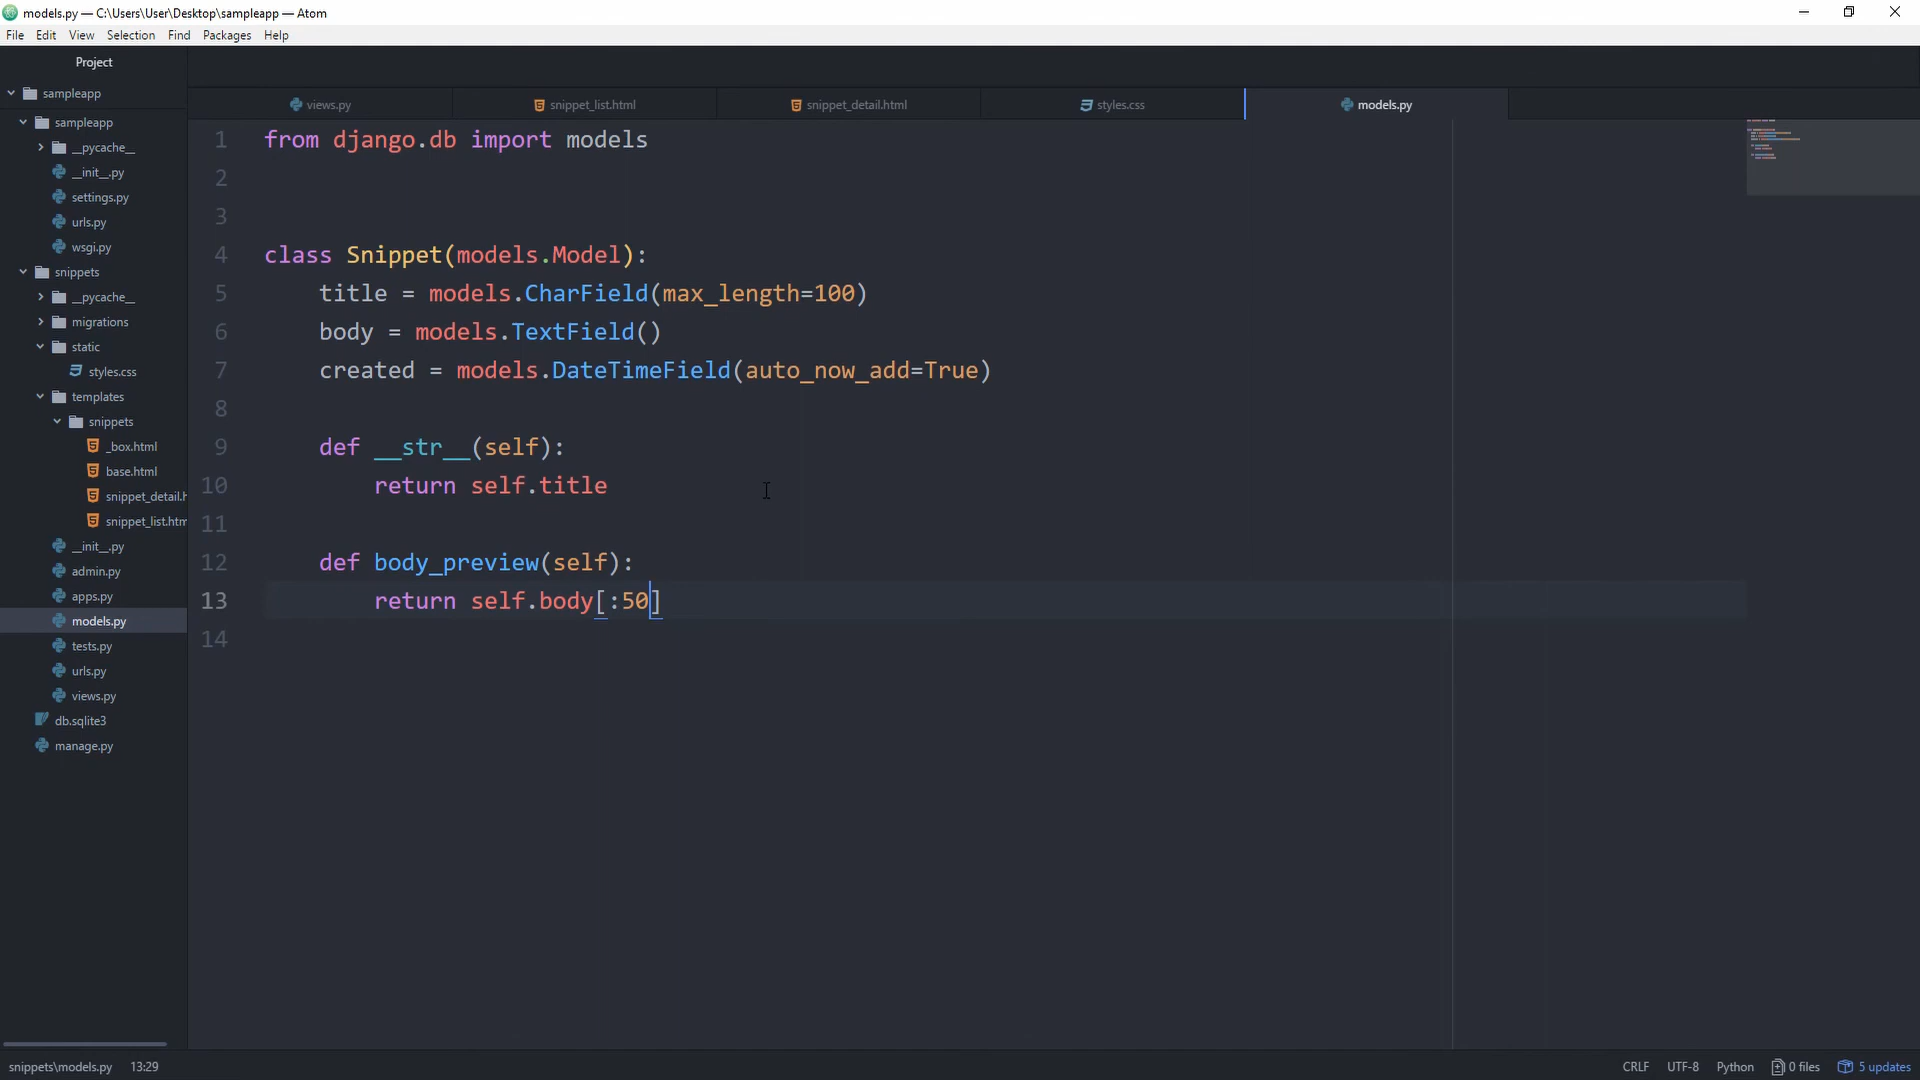 models.py — C:\Users\User\Desktop\sampleapp — Atom
File Edit View Selection Find Packages Help
Project
sampleapp
sampleapp
__pycache__
__init__.py
settings.py
urls.py
wsgi.py
snippets
__pycache__
migrations
static
styles.css
templates
snippets
_box.html
base.html
snippet_detail.h
snippet_list.htm
__init__.py
admin.py
apps.py
models.py
tests.py
urls.py
views.py
db.sqlite3
manage.py
views.py snippet_list.html snippet_detail.html styles.css models.py
1 from django.db import models
2
3
4 class Snippet(models.Model):
5     title = models.CharField(max_length=100)
6     body = models.TextField()
7     created = models.DateTimeField(auto_now_add=True)
8
9     def __str__(self):
10         return self.title
11
12     def body_preview(self):
13         return self.body[:50]
14
snippets\models.py 13:29 CRLF UTF-8 Python 0 files 5 updates